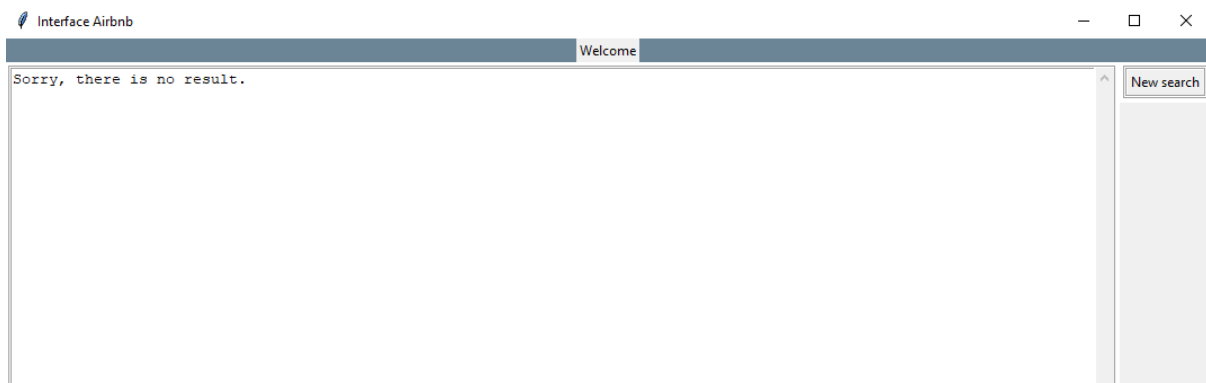 Interface Airbnb
Welcome
Sorry, there is no result.
New search